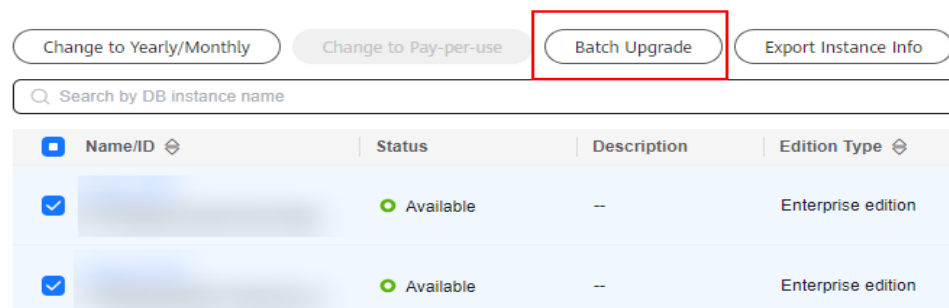 Change to Yearly/Monthly Change to Pay-per-use Batch Upgrade Export Instance Info
Search by DB instance name
Name/ID Status Description Edition Type
Available -- Enterprise edition
Available -- Enterprise edition